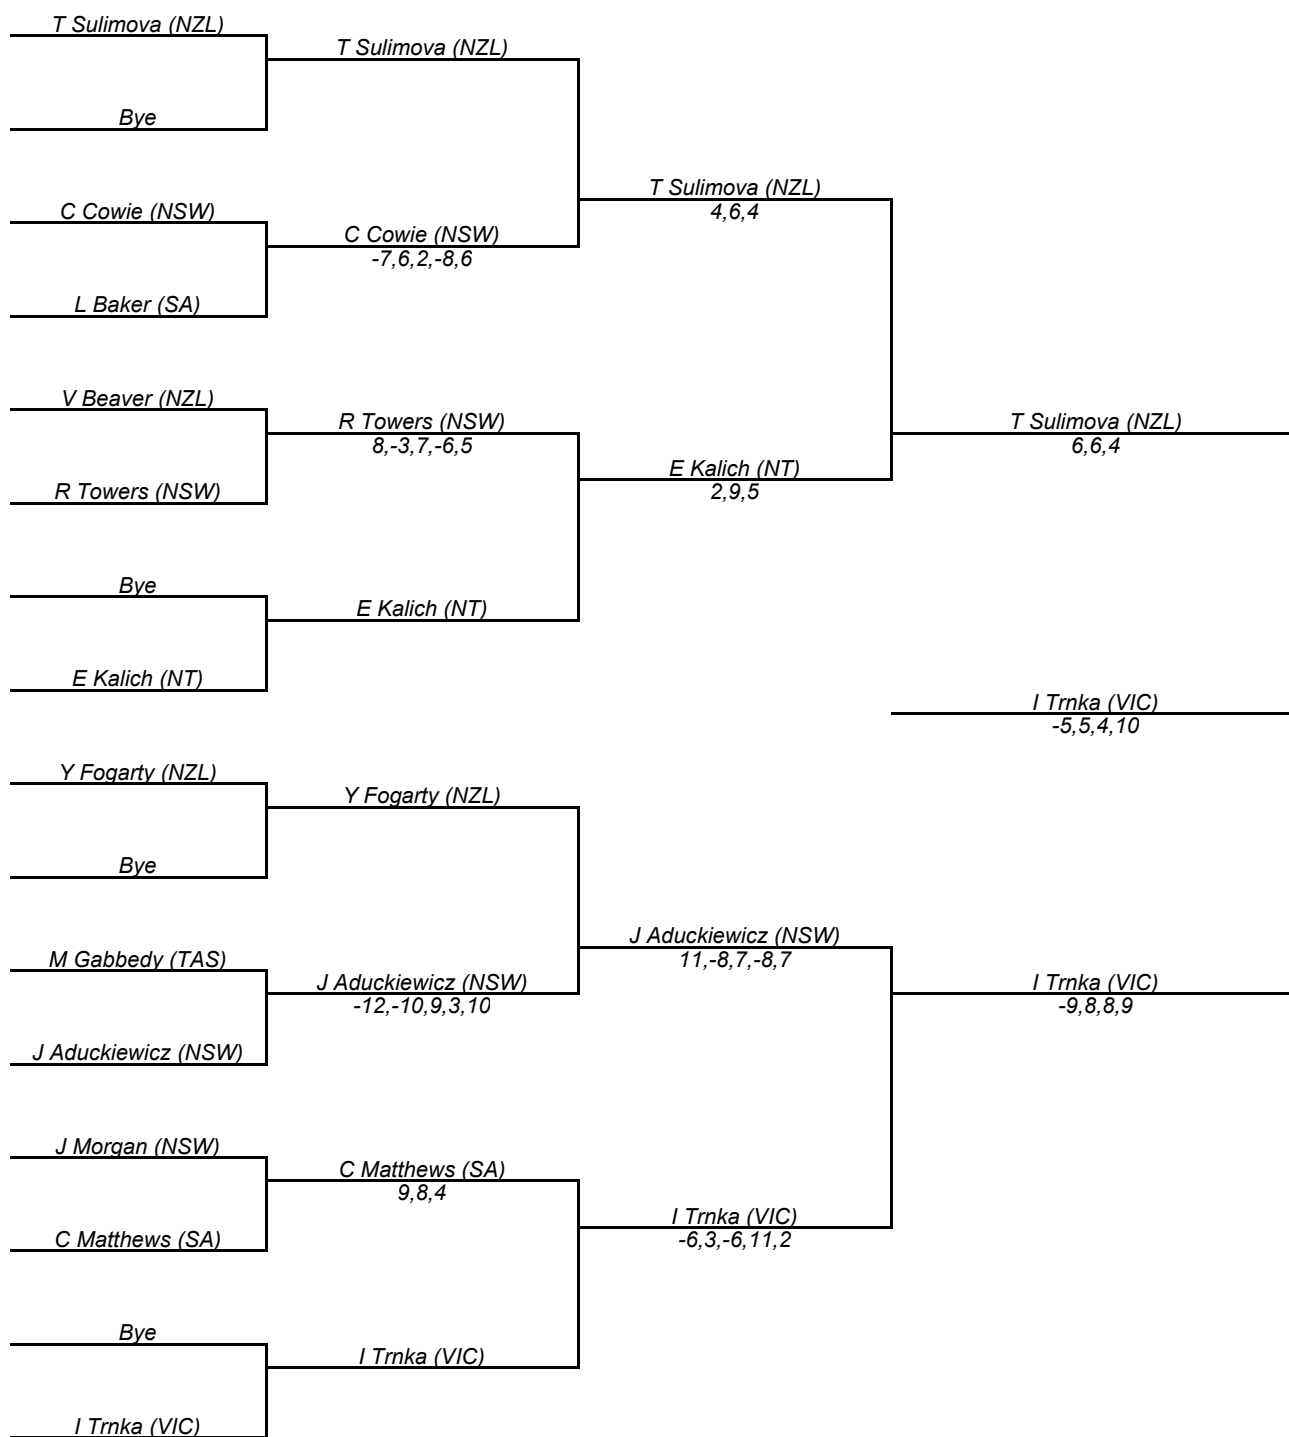 T Sulimova (NZL)
T Sulimova (NZL)
Bye
T Sulimova (NZL)
4,6,4
C Cowie (NSW)
C Cowie (NSW)
-7,6,2,-8,6
L Baker (SA)
V Beaver (NZL)
R Towers (NSW)
8,-3,7,-6,5
T Sulimova (NZL)
6,6,4
E Kalich (NT)
2,9,5
R Towers (NSW)
Bye
E Kalich (NT)
E Kalich (NT)
I Trnka (VIC)
-5,5,4,10
Y Fogarty (NZL)
Y Fogarty (NZL)
Bye
J Aduckiewicz (NSW)
11,-8,7,-8,7
M Gabbedy (TAS)
J Aduckiewicz (NSW)
-12,-10,9,3,10
I Trnka (VIC)
-9,8,8,9
J Aduckiewicz (NSW)
J Morgan (NSW)
C Matthews (SA)
9,8,4
I Trnka (VIC)
-6,3,-6,11,2
C Matthews (SA)
Bye
I Trnka (VIC)
I Trnka (VIC)